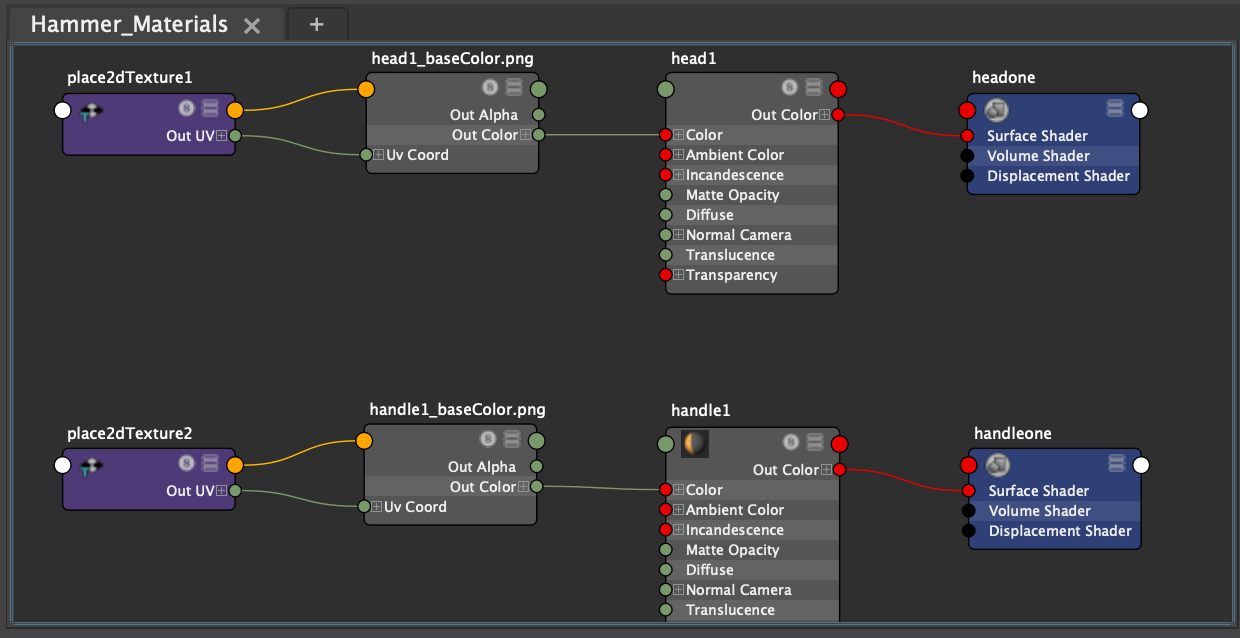 Hammer_Materials
+
place2dTexture1
Out UV
head1_baseColor.png
Out Alpha
Out Color
Uv Coord
head1
Out Color
Color
Ambient Color
Incandescence
Matte Opacity
Diffuse
Normal Camera
Translucence
Transparency
headone
Surface Shader
Volume Shader
Displacement Shader
place2dTexture2
Out UV
handle1_baseColor.png
Out Alpha
Out Color
Uv Coord
handle1
Out Color
Color
Ambient Color
Incandescence
Matte Opacity
Diffuse
Normal Camera
Translucence
handleone
Surface Shader
Volume Shader
Displacement Shader